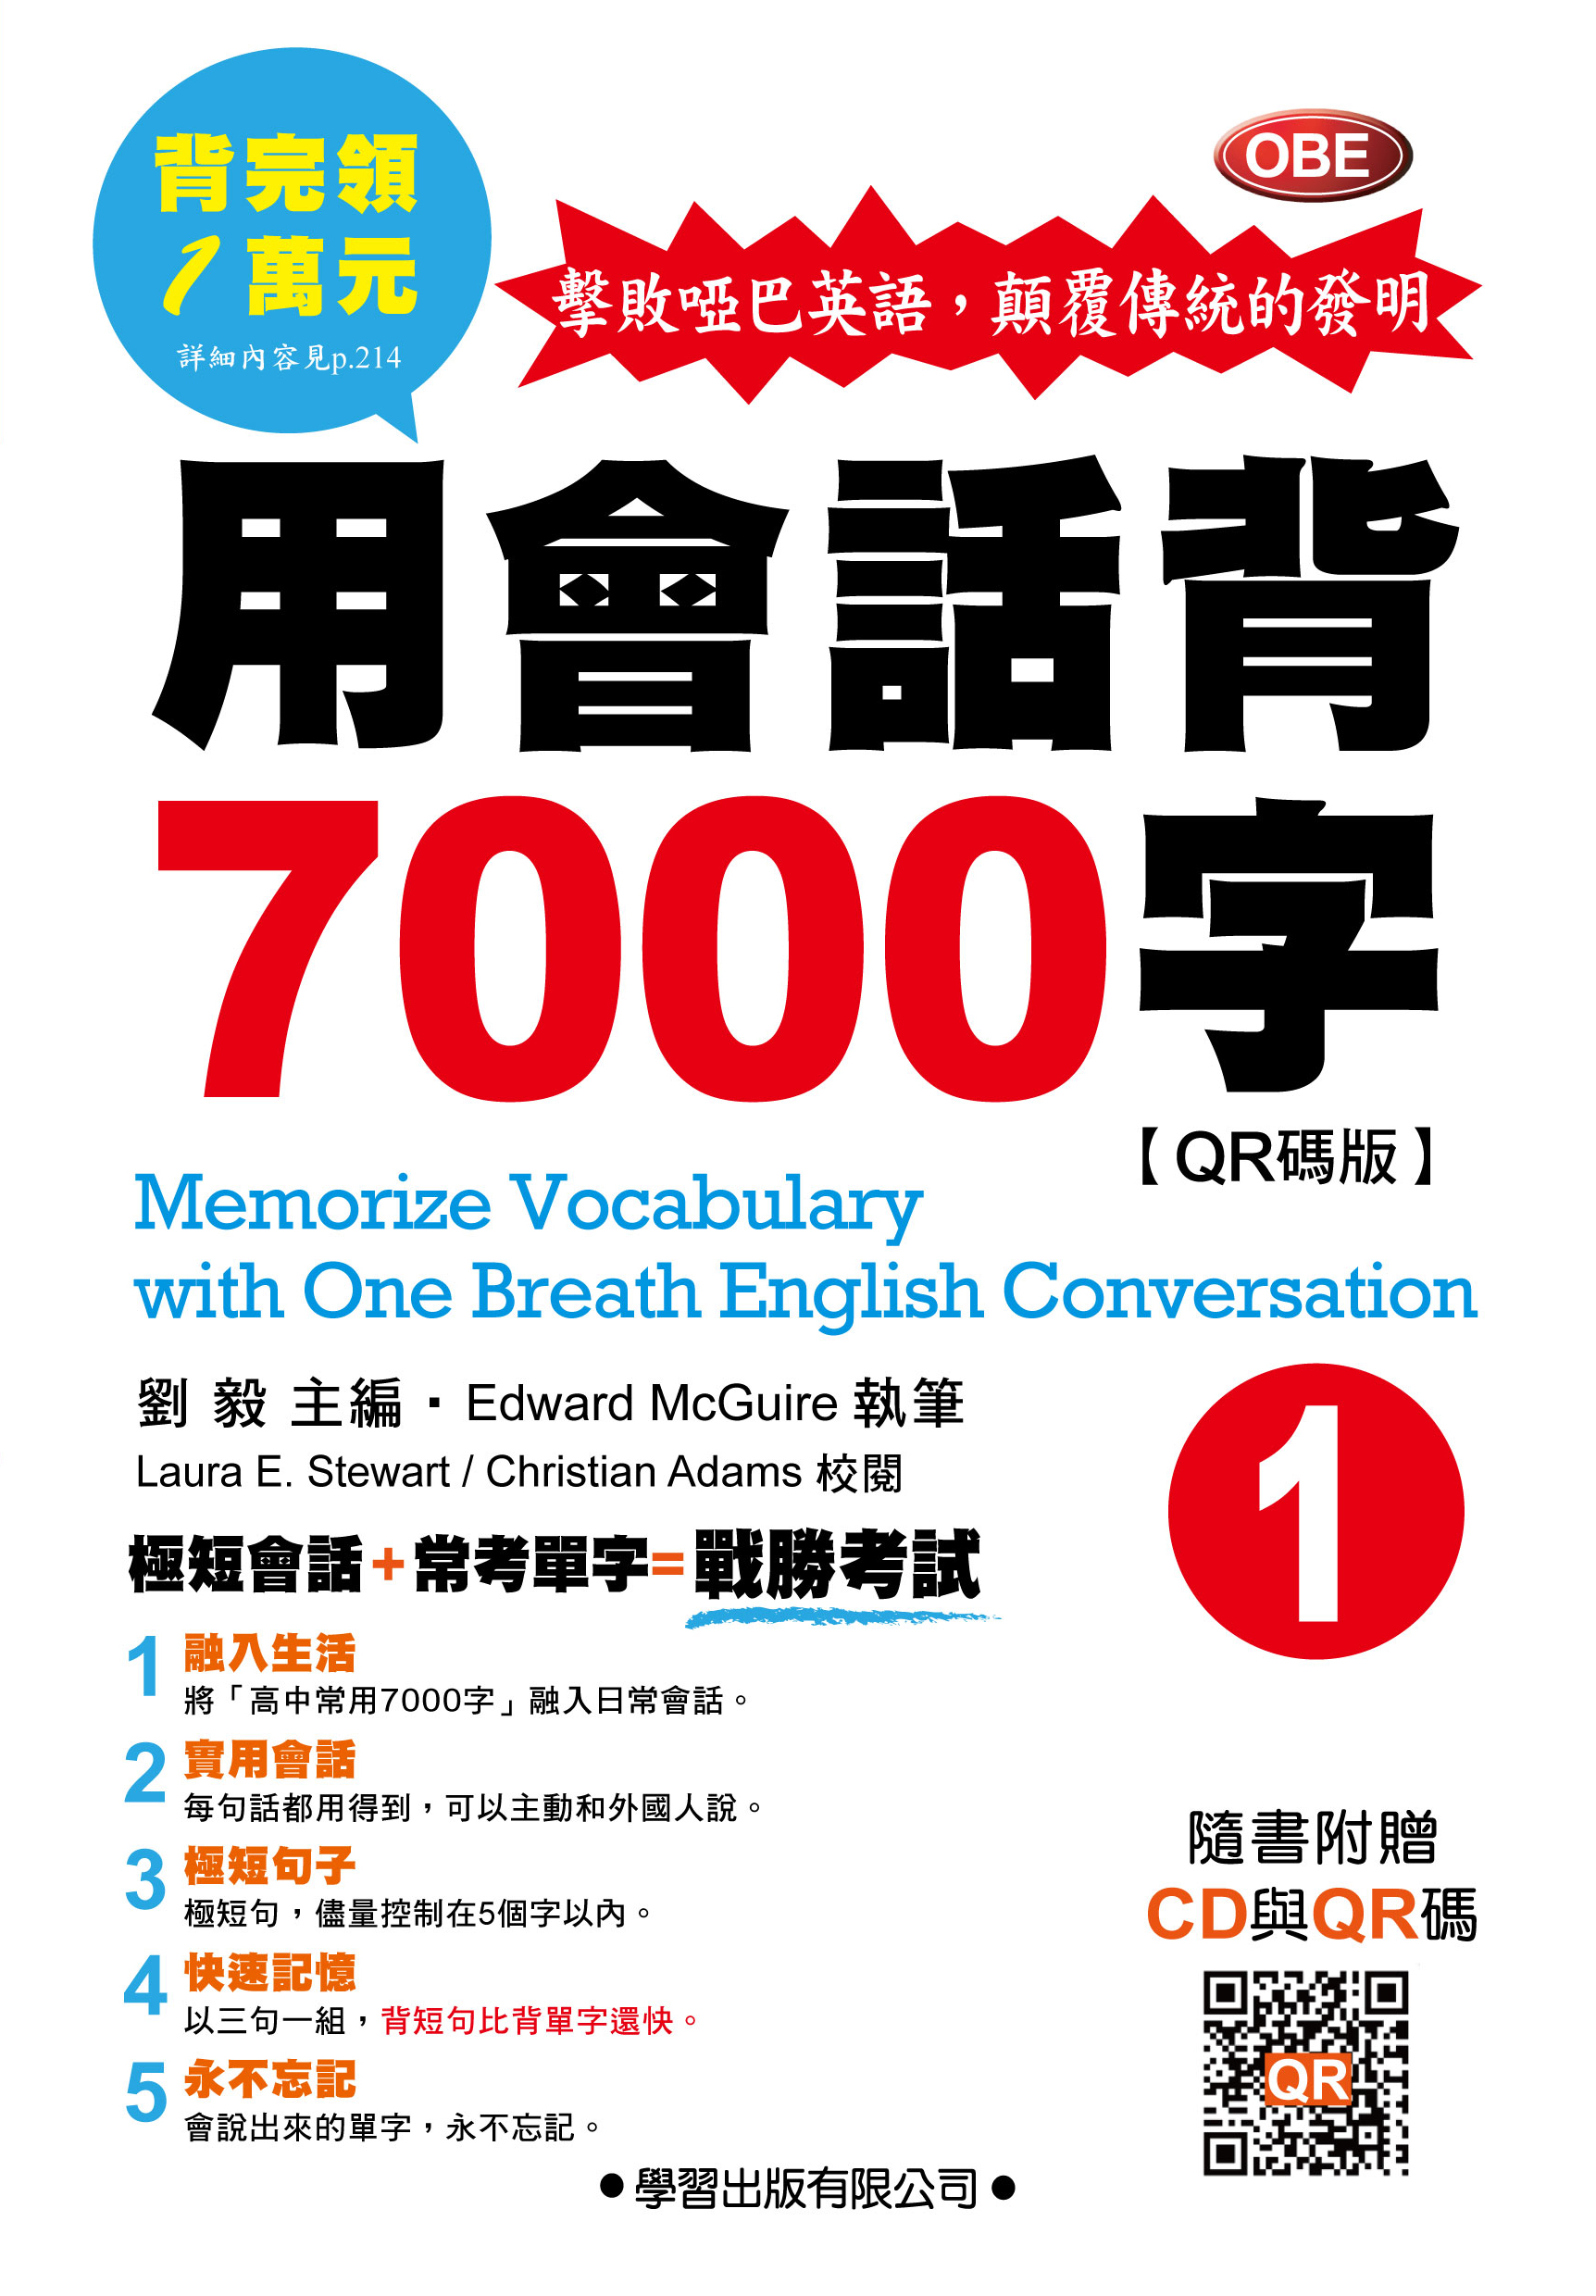 背完領
1萬元
詳細內容見p.214
OBE
擊敗啞巴英語，顛覆傳統的發明
用會話背
7000字
【QR碼版】
Memorize Vocabulary
with One Breath English Conversation
劉 毅 主編・Edward McGuire 執筆
Laura E. Stewart / Christian Adams 校閱
1
極短會話+常考單字=戰勝考試
1 融入生活
將「高中常用7000字」融入日常會話。
2 實用會話
每句話都用得到，可以主動和外國人說。
3 極短句子
極短句，儘量控制在5個字以內。
4 快速記憶
以三句一組，背短句比背單字還快。
5 永不忘記
會說出來的單字，永不忘記。
隨書附贈
CD與QR碼
QR
●學習出版有限公司●